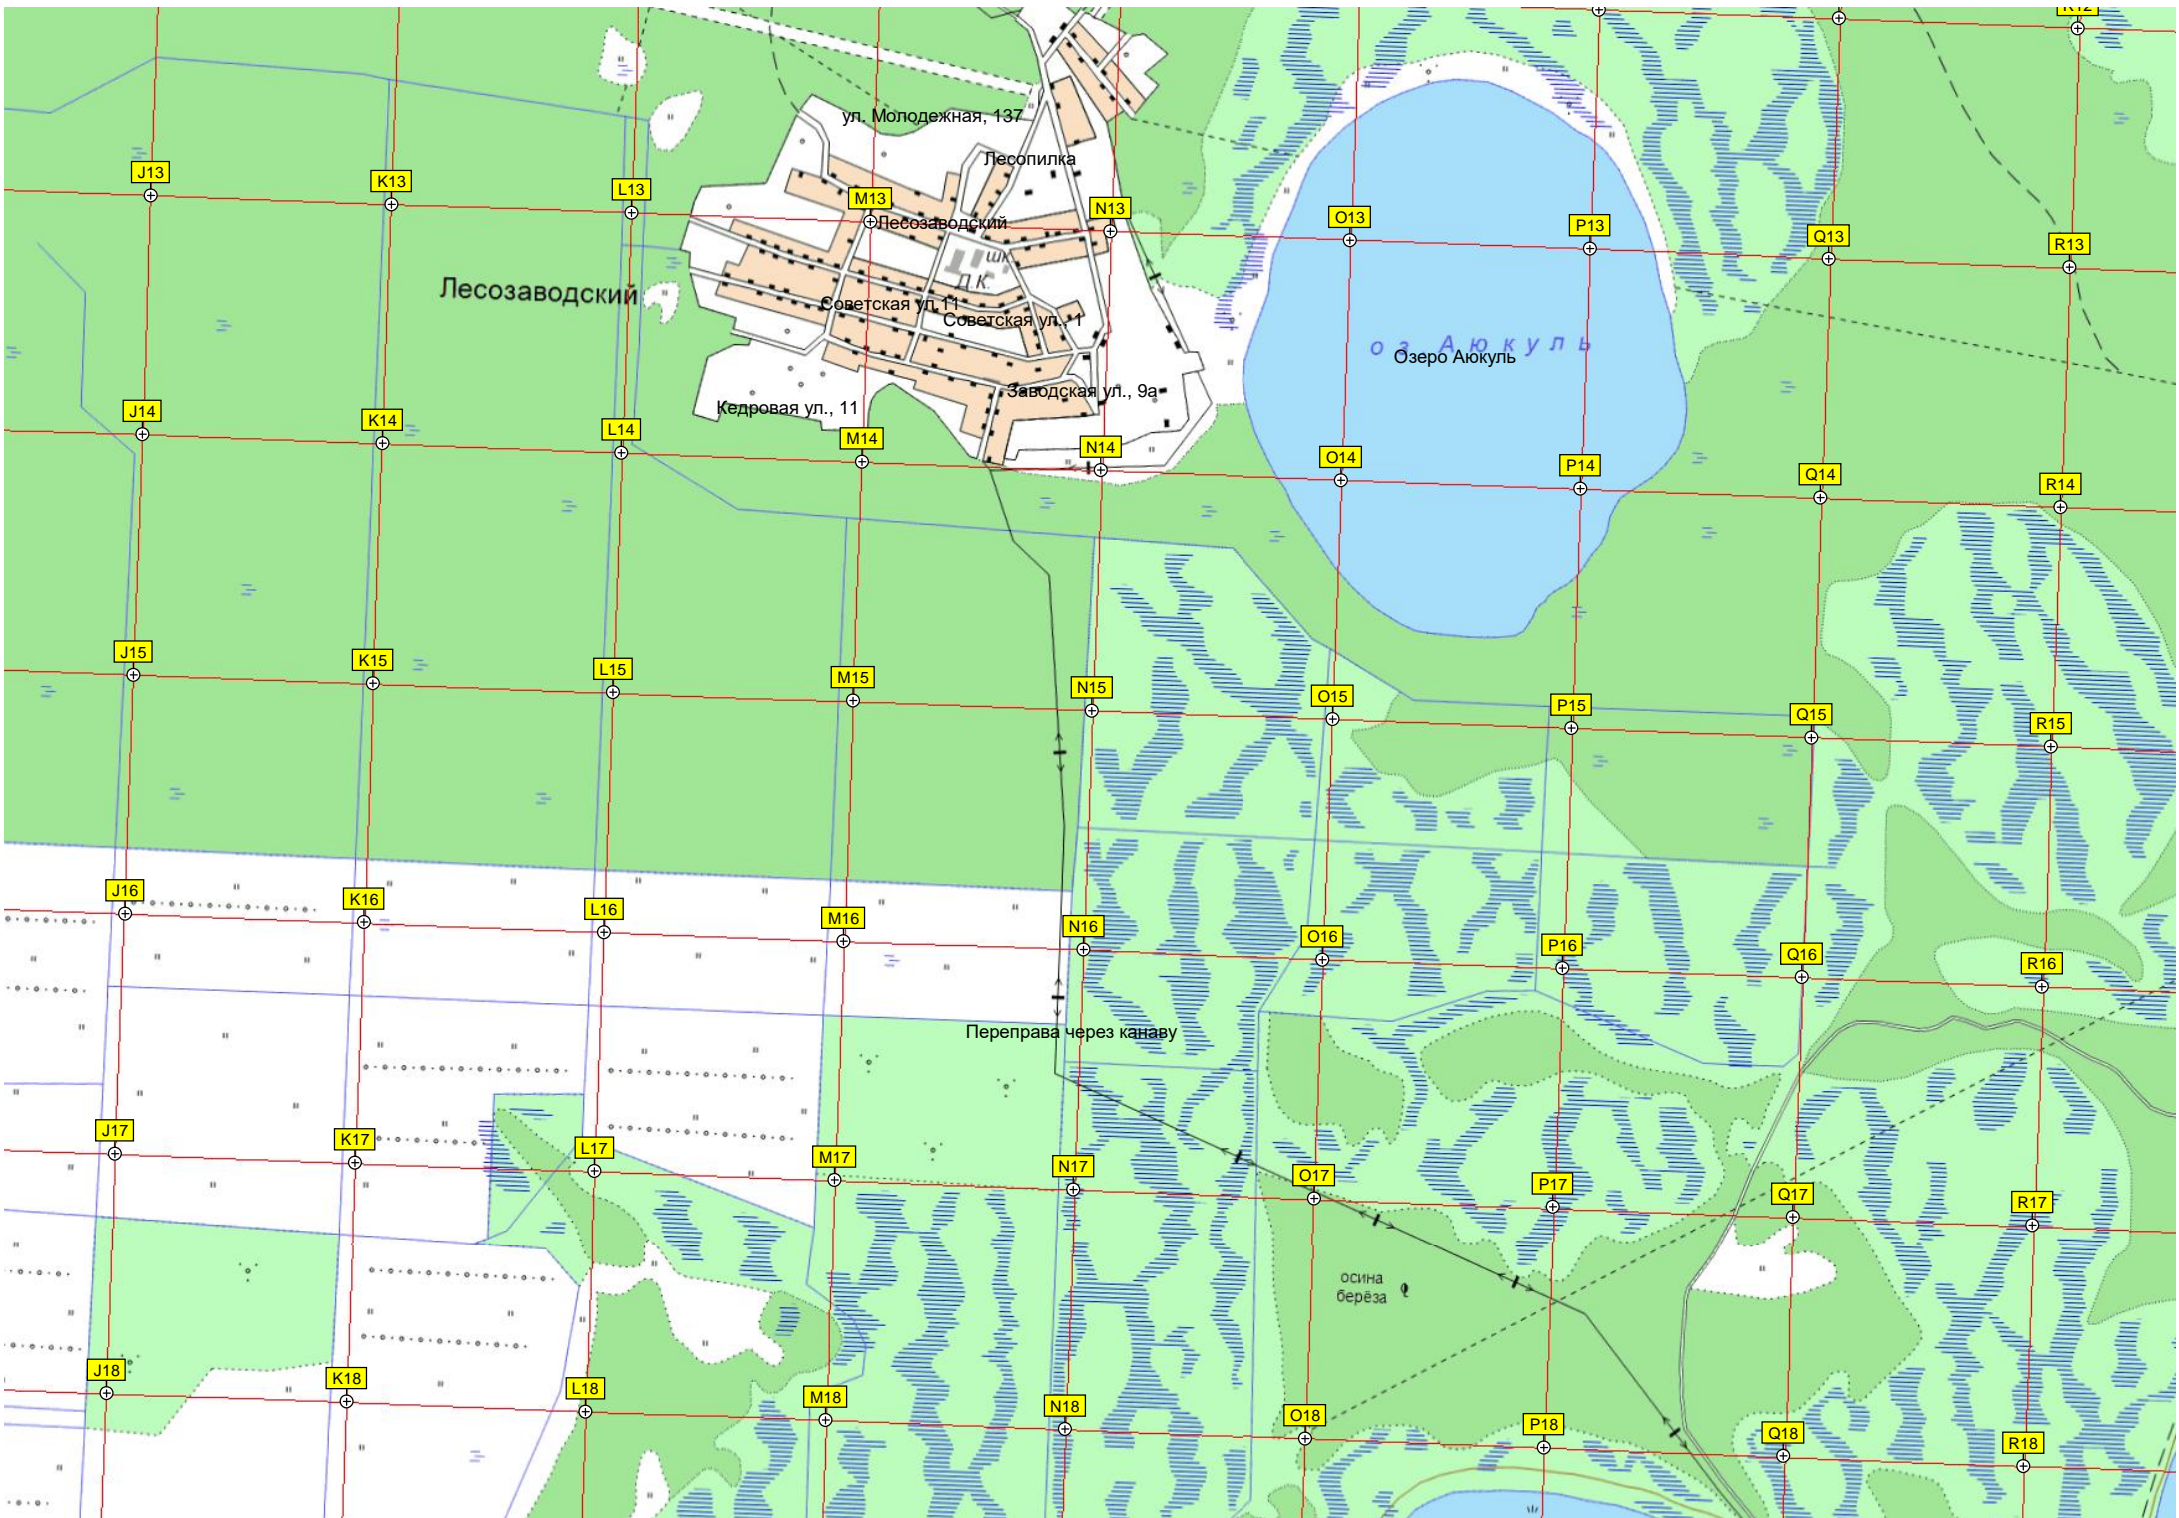 R12
ул. Молодежная, 137
Лесопилка
J13
K13
L13
M13
N13
O13
P13
Q13
R13
Лесозаводский
шк.
Д.К.
Лесозаводский
Советская ул.11
Советская ул., 1
оз. Аюкуль
Озеро Аюкуль
Заводская ул., 9а
Кедровая ул., 11
J14
K14
L14
M14
N14
O14
P14
Q14
R14
J15
K15
L15
M15
N15
O15
P15
Q15
R15
J16
K16
L16
M16
N16
O16
P16
Q16
R16
Переправа через канаву
J17
K17
L17
M17
N17
O17
P17
Q17
R17
осина
берёза
J18
K18
L18
M18
N18
O18
P18
Q18
R18